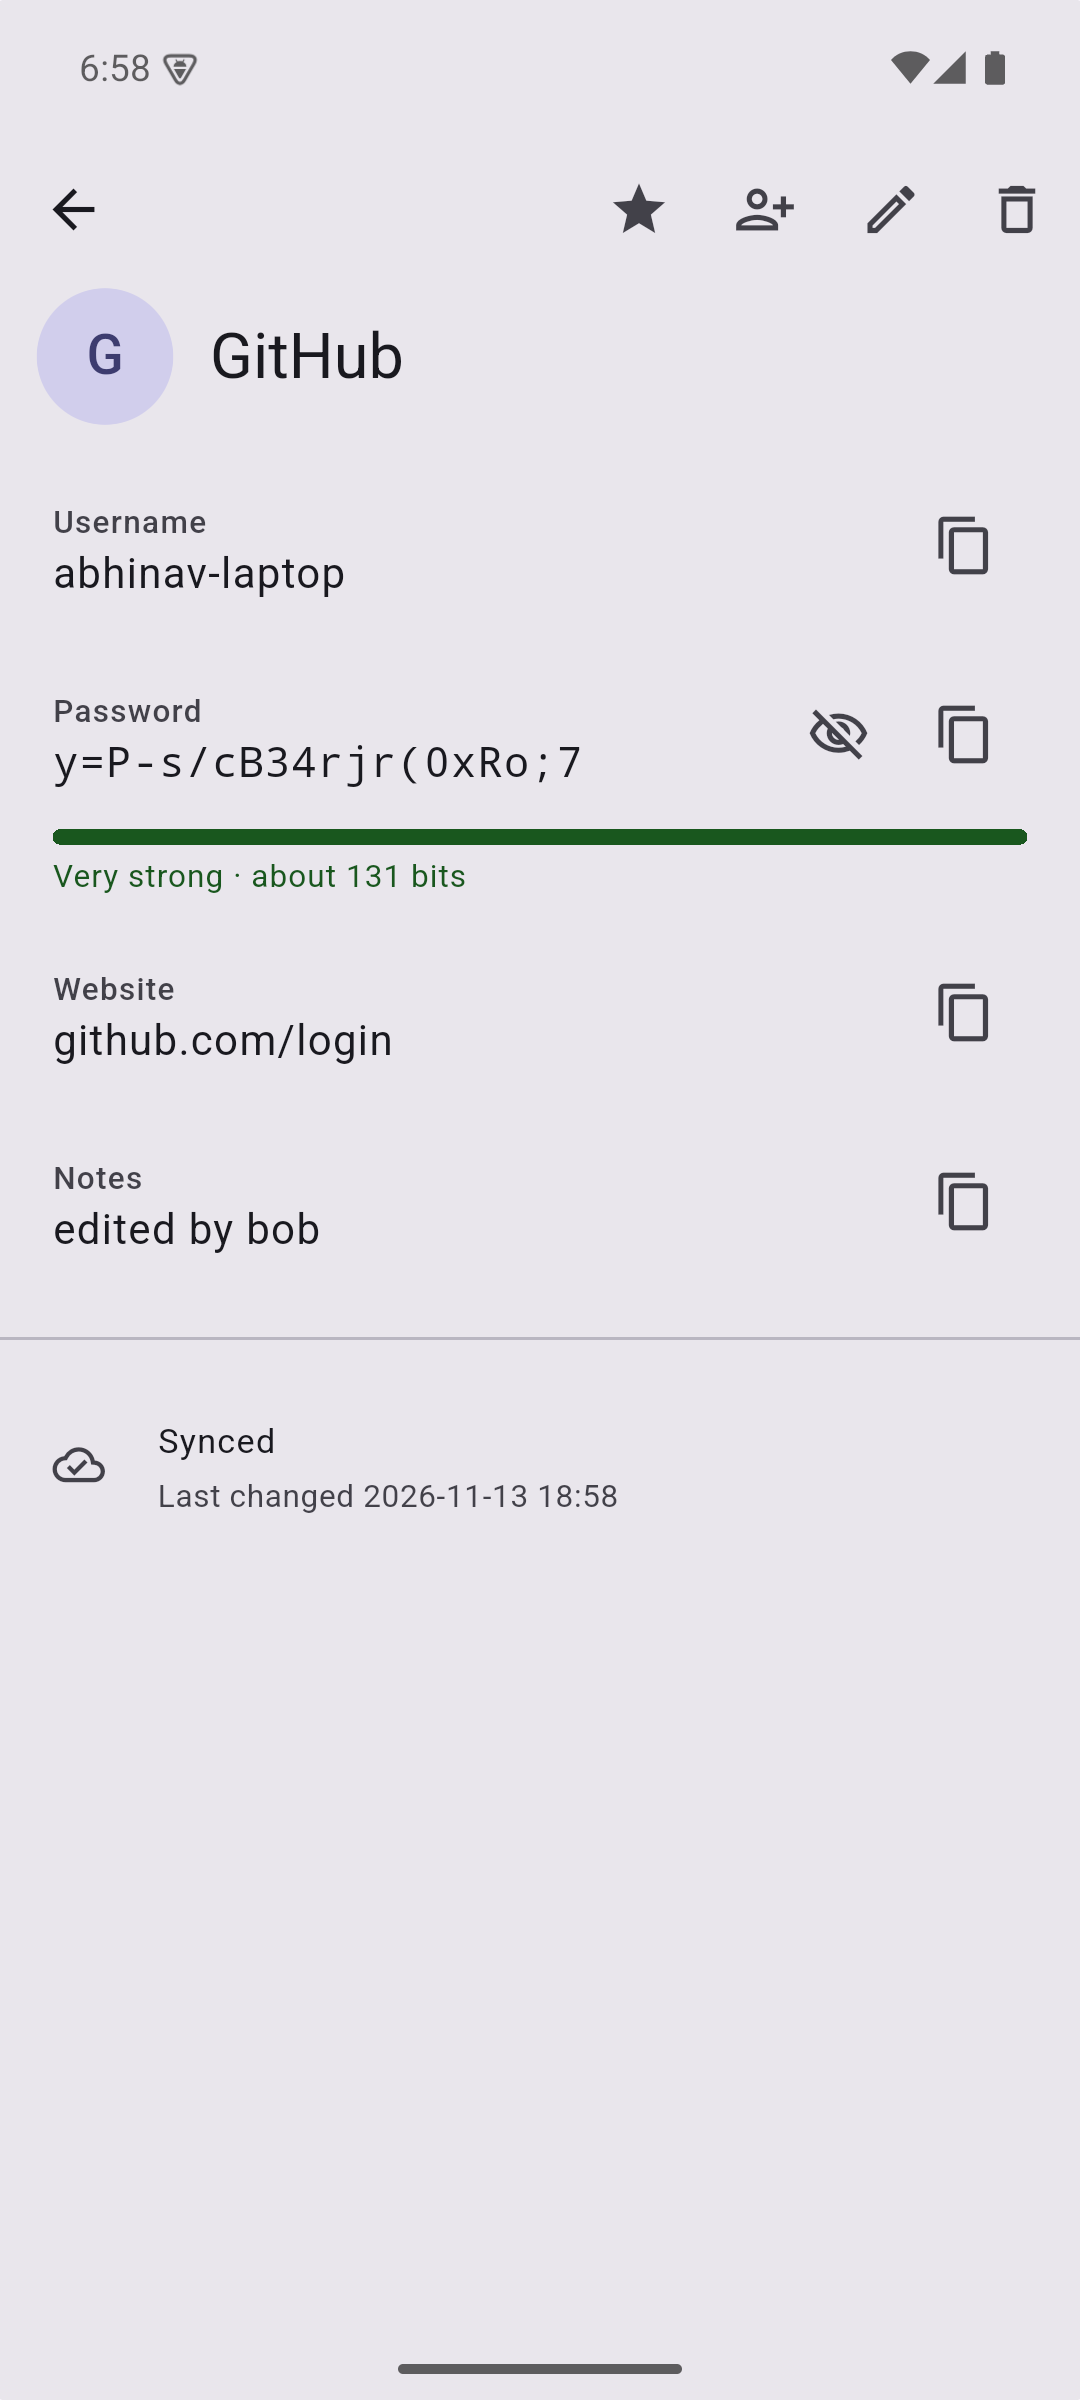 6:58
G
GitHub
Username
abhinav-laptop
Password
y=P-s/cB34rjr(0xRo;7
Very strong · about 131 bits
Website
github.com/login
Notes
edited by bob
Synced
Last changed 2026-11-13 18:58